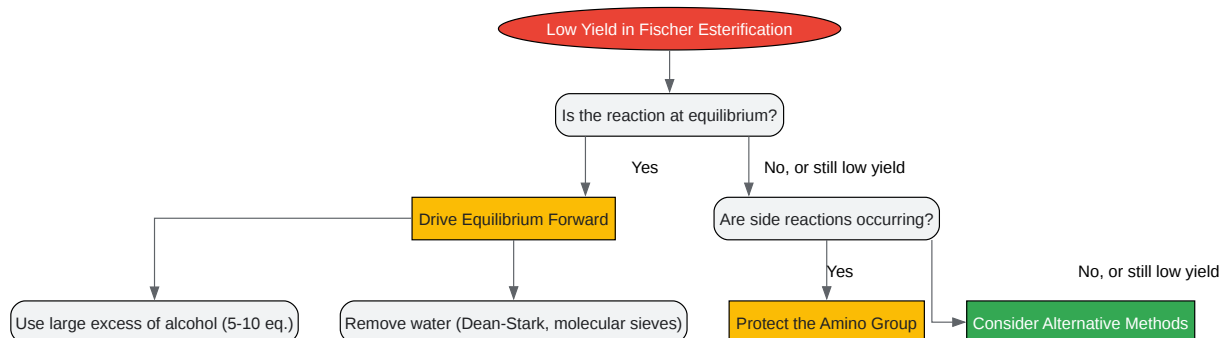 Low Yield in Fischer Esterification
Is the reaction at equilibrium?
Yes
No, or still low yield
Drive Equilibrium Forward
Are side reactions occurring?
Yes
No, or still low yield
Use large excess of alcohol (5-10 eq.)
Remove water (Dean-Stark, molecular sieves)
Protect the Amino Group
Consider Alternative Methods